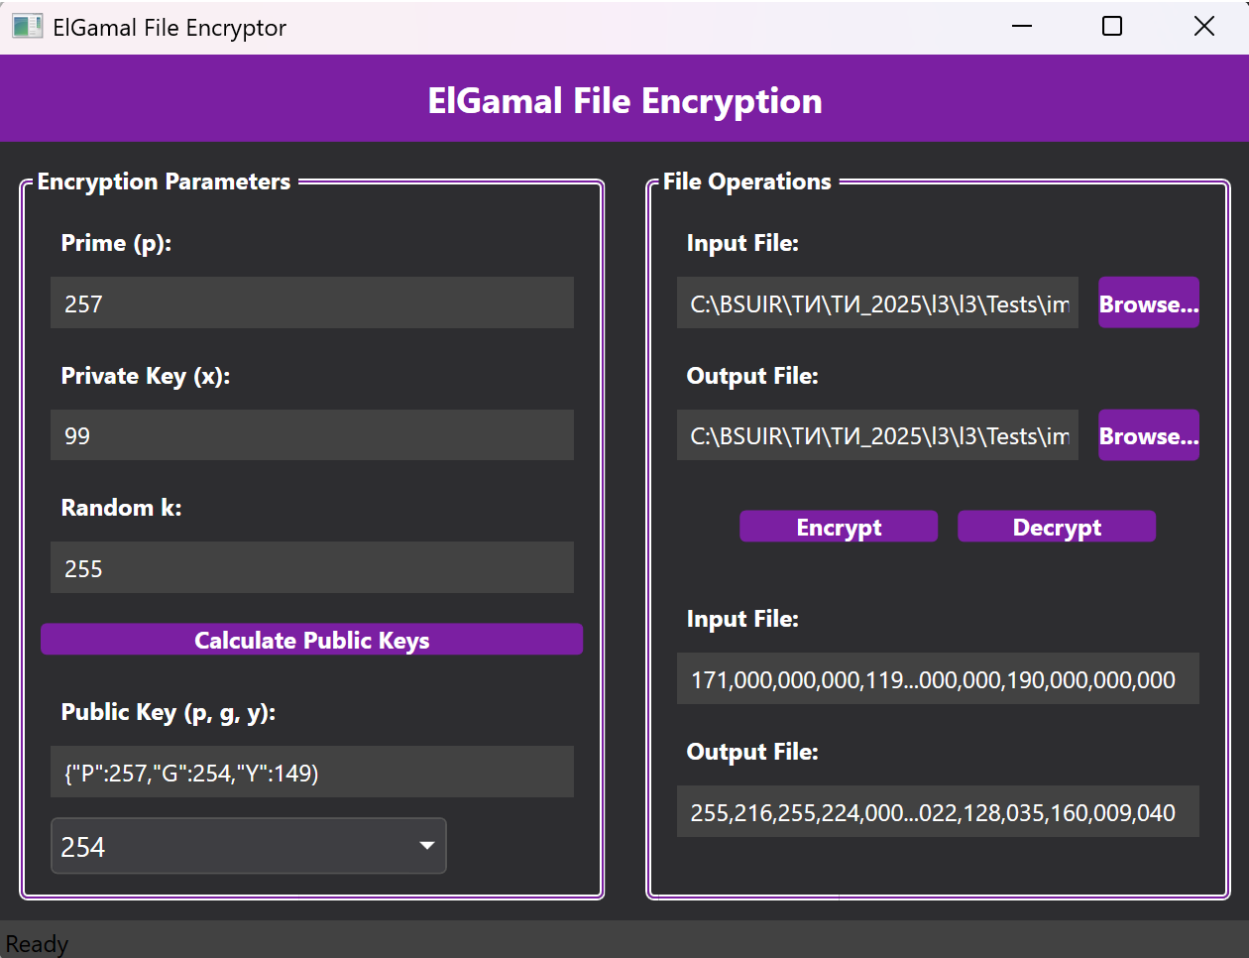 ElGamal File Encryptor
ElGamal File Encryption
Encryption Parameters
Prime (p):
257
Private Key (x):
99
Random k:
255
Calculate Public Keys
Public Key (p, g, y):
{"P":257,"G":254,"Y":149)
254
File Operations
Input File:
C:\BSUIR\ТИ\ТИ_2025\l3\l3\Tests\im
Browse...
Output File:
C:\BSUIR\ТИ\ТИ_2025\l3\l3\Tests\im
Browse...
Encrypt Decrypt
Input File:
171,000,000,000,119...000,000,190,000,000,000
Output File:
255,216,255,224,000...022,128,035,160,009,040
Ready